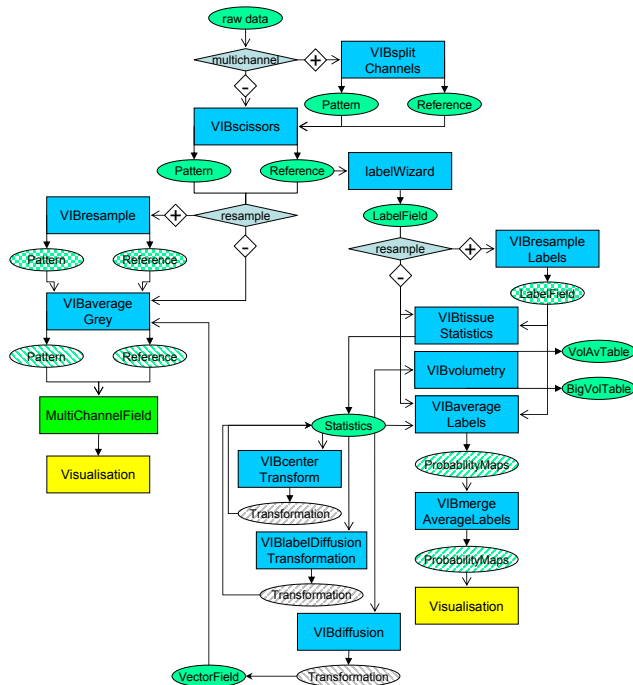 raw data
multichannel
+
VIBsplit
Channels
-
Pattern
Reference
VIBscissors
Pattern
Reference
labelWizard
VIBresample
+
resample
LabelField
-
resample
+
VIBresample
Labels
Pattern
Reference
-
LabelField
VIBaverage
Grey
VIBtissue
Statistics
Pattern
Reference
VolAvTable
VIBvolumetry
BigVolTable
MultiChannelField
VIBaverage
Labels
Statistics
Visualisation
VIBcenter
Transform
ProbabilityMaps
Transformation
VIBmerge
AverageLabels
VIBlabelDiffusion
Transformation
ProbabilityMaps
Transformation
Visualisation
VIBdiffusion
VectorField
Transformation